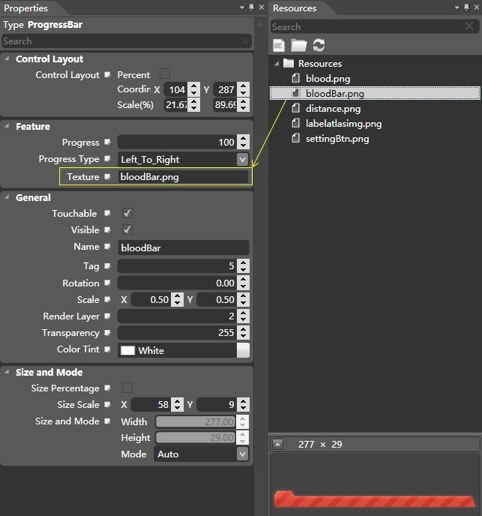 Properties
Type ProgressBar
Search
Control Layout
Control Layout Percent
X 104 Y 287
Scale(%) 21.67 89.69
Feature
Progress 100
Progress Type Left_To_Right
Texture bloodBar.png
General
Touchable
Visible
Name bloodBar
Tag 5
Rotation 0.00
Scale X 0.50 Y 0.50
Render Layer 2
Transparency 255
Color Tint White
Size and Mode
Size Percentage
Size Scale X 58 Y 9
Size and Mode Width 277.00
Height 29.00
Mode Auto
Resources
Search
Resources
blood.png
bloodBar.png
distance.png
labelatlasimg.png
settingBtn.png
277 × 29